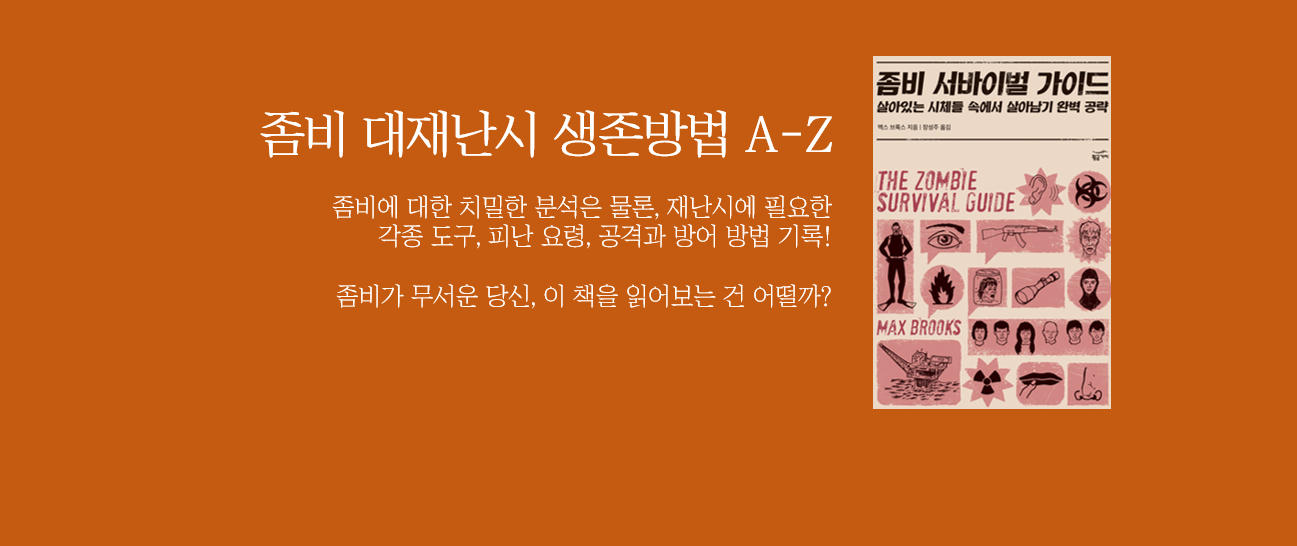 좀비 대재난시 생존방법 A-Z
좀비에 대한 치밀한 분석은 물론, 재난시에 필요한
각종 도구, 피난 요령, 공격과 방어 방법 기록!
좀비가 무서운 당신, 이 책을 읽어보는 건 어떨까?
좀비 서바이벌 가이드
살아있는 시체들 속에서 살아남기 완벽 공략
맥스 브룩스 지음 | 장성주 옮김
황금가지
THE ZOMBIE
SURVIVAL GUIDE
MAX BROOKS